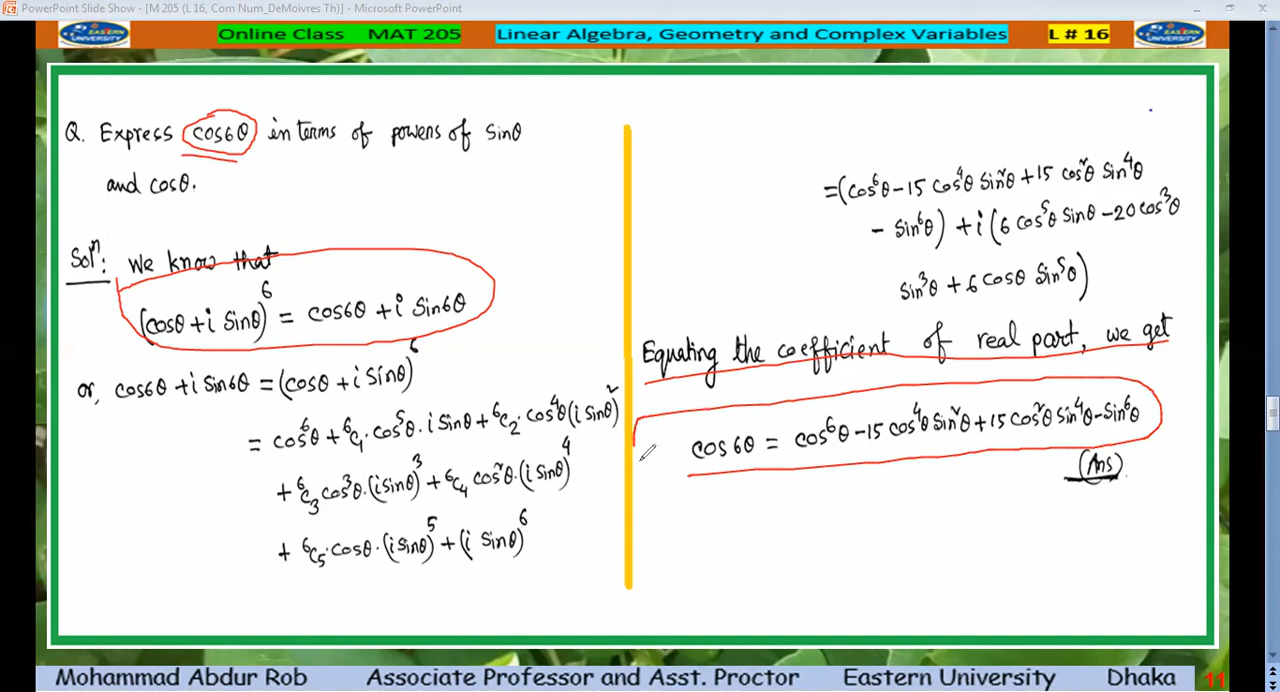 PowerPoint Slide Show - [M 205 (L 16, Com Num_DeMoivres Th)] - Microsoft PowerPoint
EASTERN UNIVERSITY Online Class MAT 205 Linear Algebra, Geometry and Complex Variables L # 16 EASTERN UNIVERSITY
Q. Express cos6θ in terms of powers of sinθ
and cosθ.
Solⁿ: We know that
(cosθ + i sinθ)⁶ = cos6θ + i sin6θ
or, cos6θ + i sin6θ = (cosθ + i sinθ)⁶
= cos⁶θ + ⁶C₁. cos⁵θ. i sinθ + ⁶C₂. cos⁴θ (i sinθ)²
+ ⁶C₃ cos³θ. (i sinθ)³ + ⁶C₄ cos²θ. (i sinθ)⁴
+ ⁶C₅. cosθ. (i sinθ)⁵ + (i sinθ)⁶
= (cos⁶θ - 15 cos⁴θ sin²θ + 15 cos²θ sin⁴θ
- sin⁶θ) + i (6 cos⁵θ sinθ - 20 cos³θ
sin³θ + 6 cosθ sin⁵θ)
Equating the coefficient of real part, we get
cos6θ = cos⁶θ - 15 cos⁴θ sin²θ + 15 cos²θ sin⁴θ - sin⁶θ
(Ans)
Mohammad Abdur Rob Associate Professor and Asst. Proctor Eastern University Dhaka 11